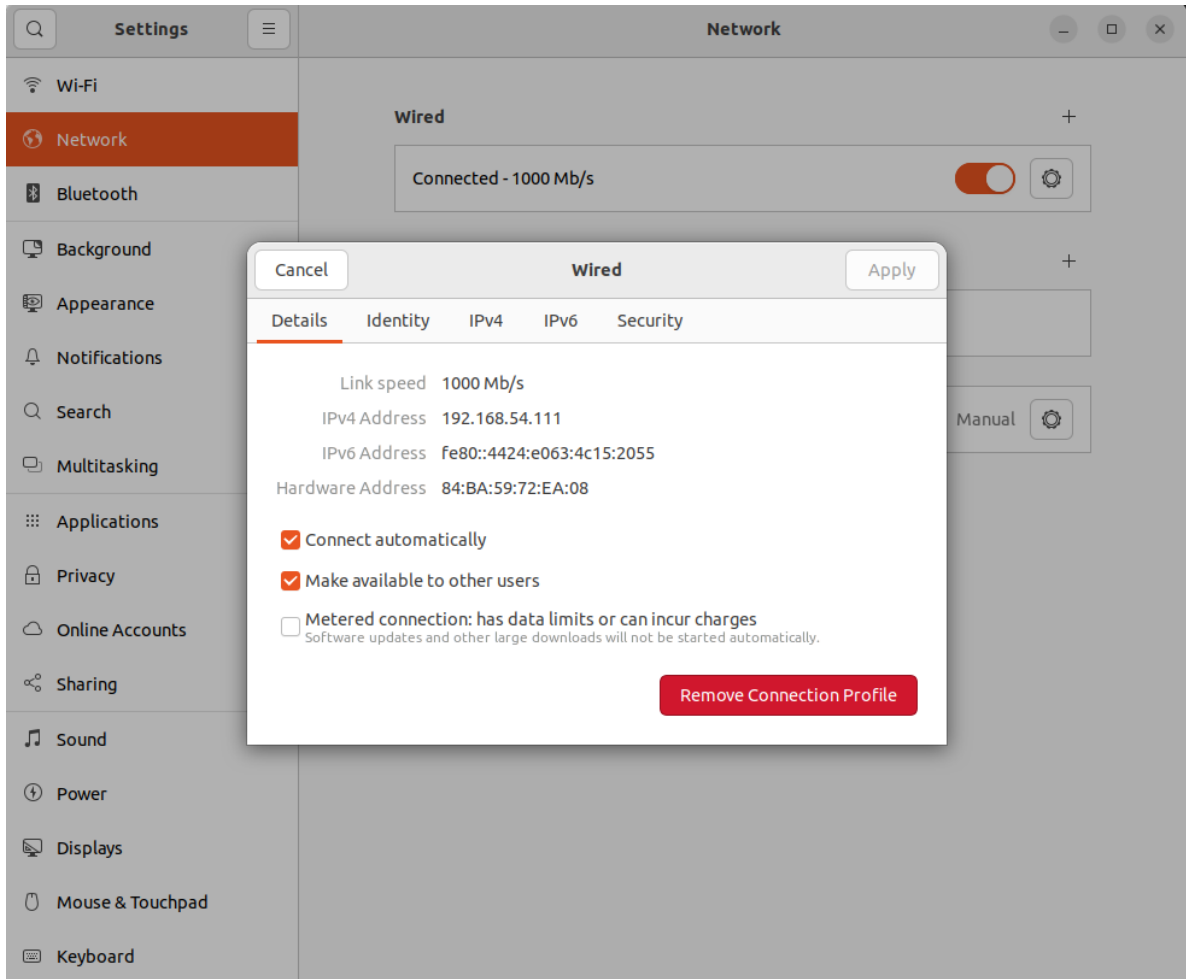 Settings
Network
Wi-Fi
Network
Bluetooth
Background
Appearance
Notifications
Search
Multitasking
Applications
Privacy
Online Accounts
Sharing
Sound
Power
Displays
Mouse & Touchpad
Keyboard
Wired
Connected - 1000 Mb/s
Manual
Cancel
Wired
Apply
Details Identity IPv4 IPv6 Security
Link speed 1000 Mb/s
IPv4 Address 192.168.54.111
IPv6 Address fe80::4424:e063:4c15:2055
Hardware Address 84:BA:59:72:EA:08
Connect automatically
Make available to other users
Metered connection: has data limits or can incur charges
Software updates and other large downloads will not be started automatically.
Remove Connection Profile